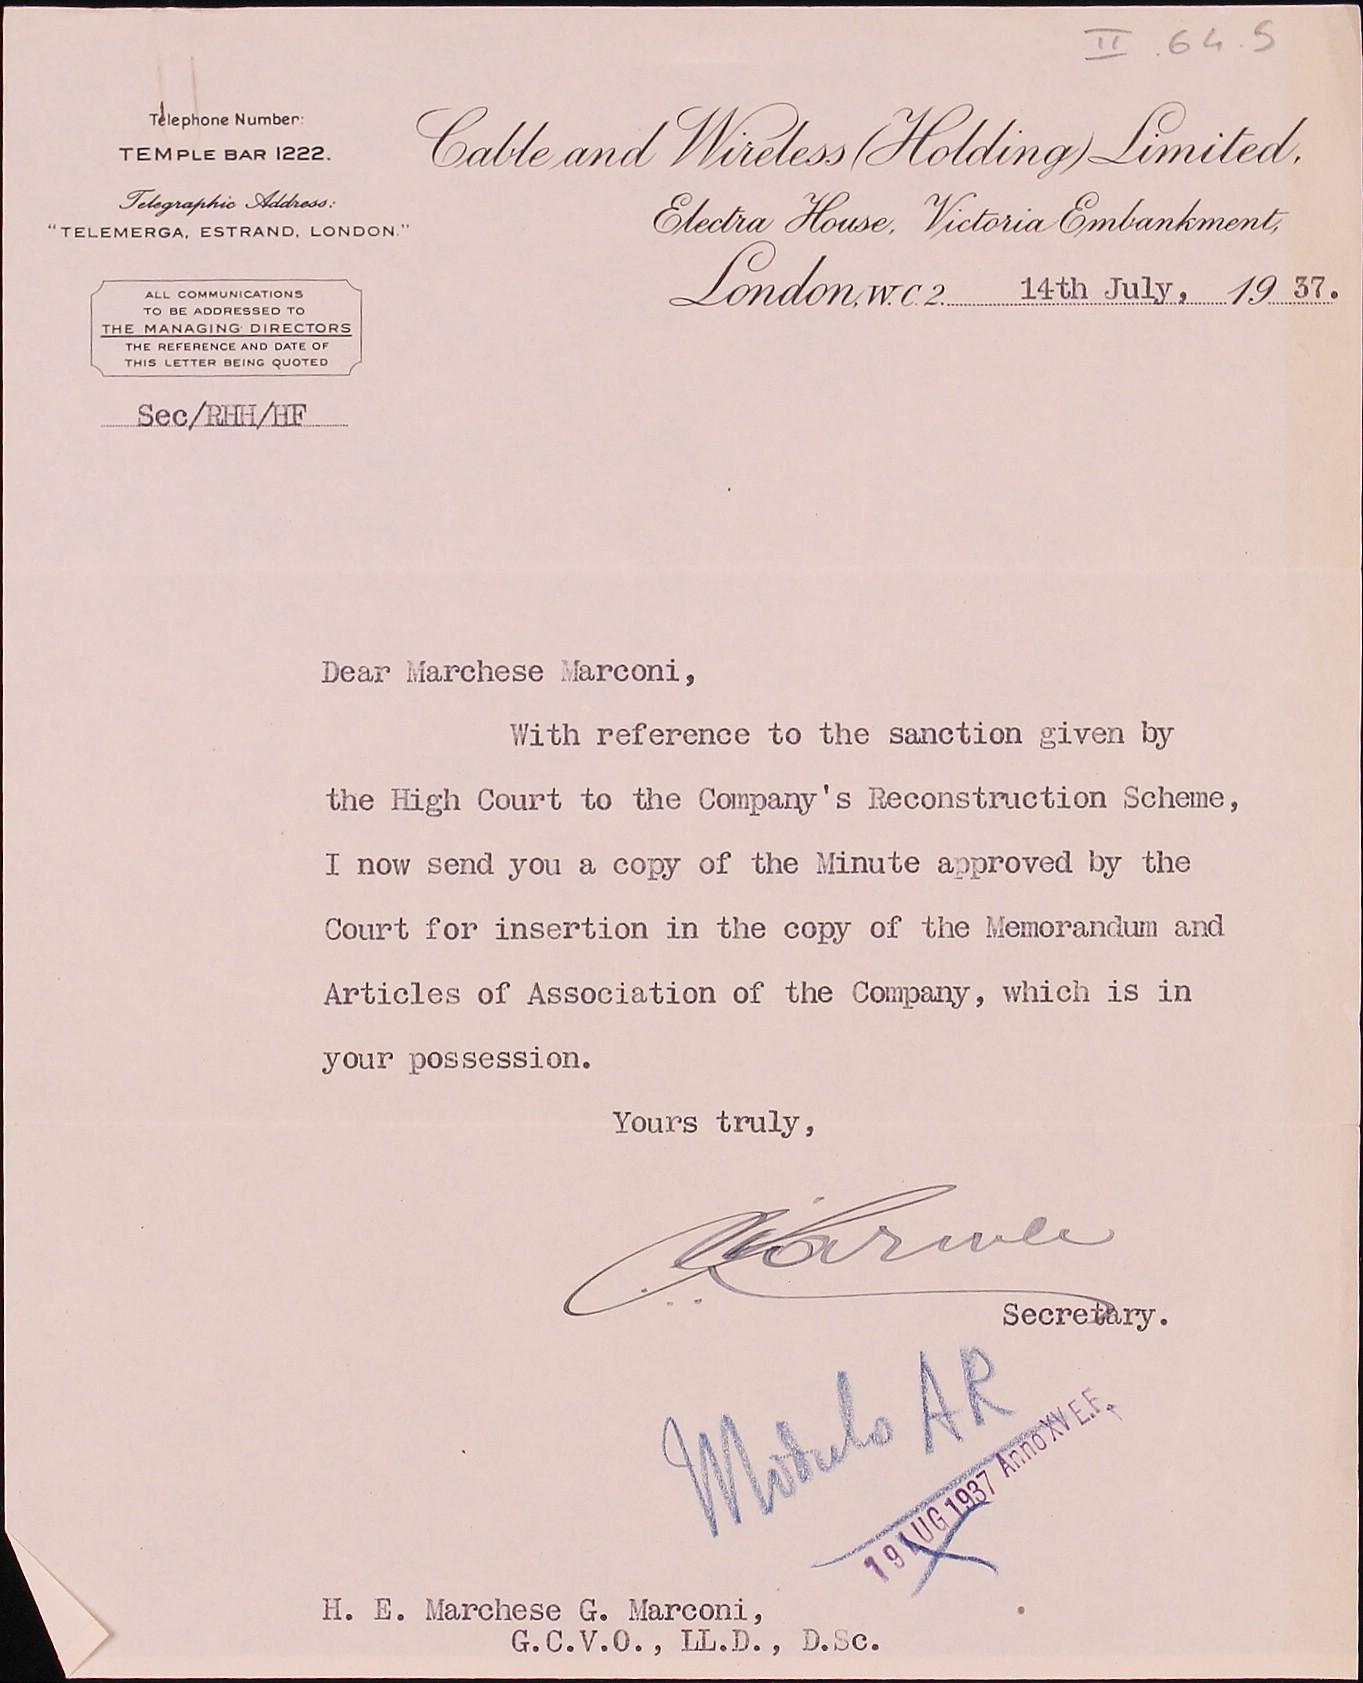 II. 64. 5
Telephone Number:
TEMPLE BAR 1222.
Telegraphic Address:
"TELEMERGA, ESTRAND, LONDON."
Cable and Wireless (Holding) Limited.
Electra House, Victoria Embankment,
London, W.C.2. 14th July, 1937.
ALL COMMUNICATIONS
TO BE ADDRESSED TO
THE MANAGING DIRECTORS
THE REFERENCE AND DATE OF
THIS LETTER BEING QUOTED
Sec/RHH/HF
Dear Marchese Marconi,
With reference to the sanction given by
the High Court to the Company's Reconstruction Scheme,
I now send you a copy of the Minute approved by the
Court for insertion in the copy of the Memorandum and
Articles of Association of the Company, which is in
your possession.
Yours truly,
Secretary.
Modulo AR
19 AUG 1937 Anno XV E.F.
H. E. Marchese G. Marconi,
G.C.V.O., LL.D., D.Sc.